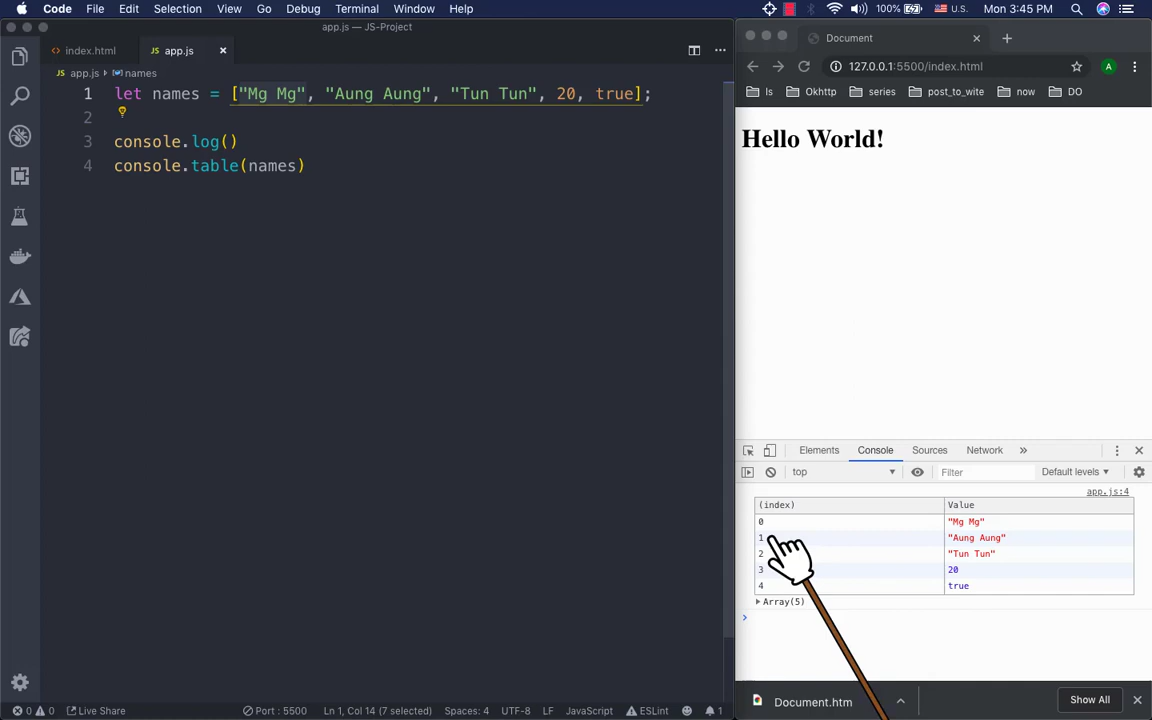 Code File Edit Selection View Go Debug Terminal Window Help 100% U.S. Mon 3:45 PM
app.js — JS-Project
index.html JS app.js
JS app.js names
1 let names = ["Mg Mg", "Aung Aung", "Tun Tun", 20, true];
2
3 console.log()
4 console.table(names)
0 0 Live Share Port : 5500 Ln 1, Col 14 (7 selected) Spaces: 4 UTF-8 LF JavaScript ESLint 1
Document
127.0.0.1:5500/index.html A
ls Okhttp series post_to_wite now DO
Hello World!
Elements Console Sources Network »
top Filter Default levels
app.js:4
(index) Value
0 "Mg Mg"
1 "Aung Aung"
2 "Tun Tun"
3 20
4 true
Array(5)
Document.htm Show All